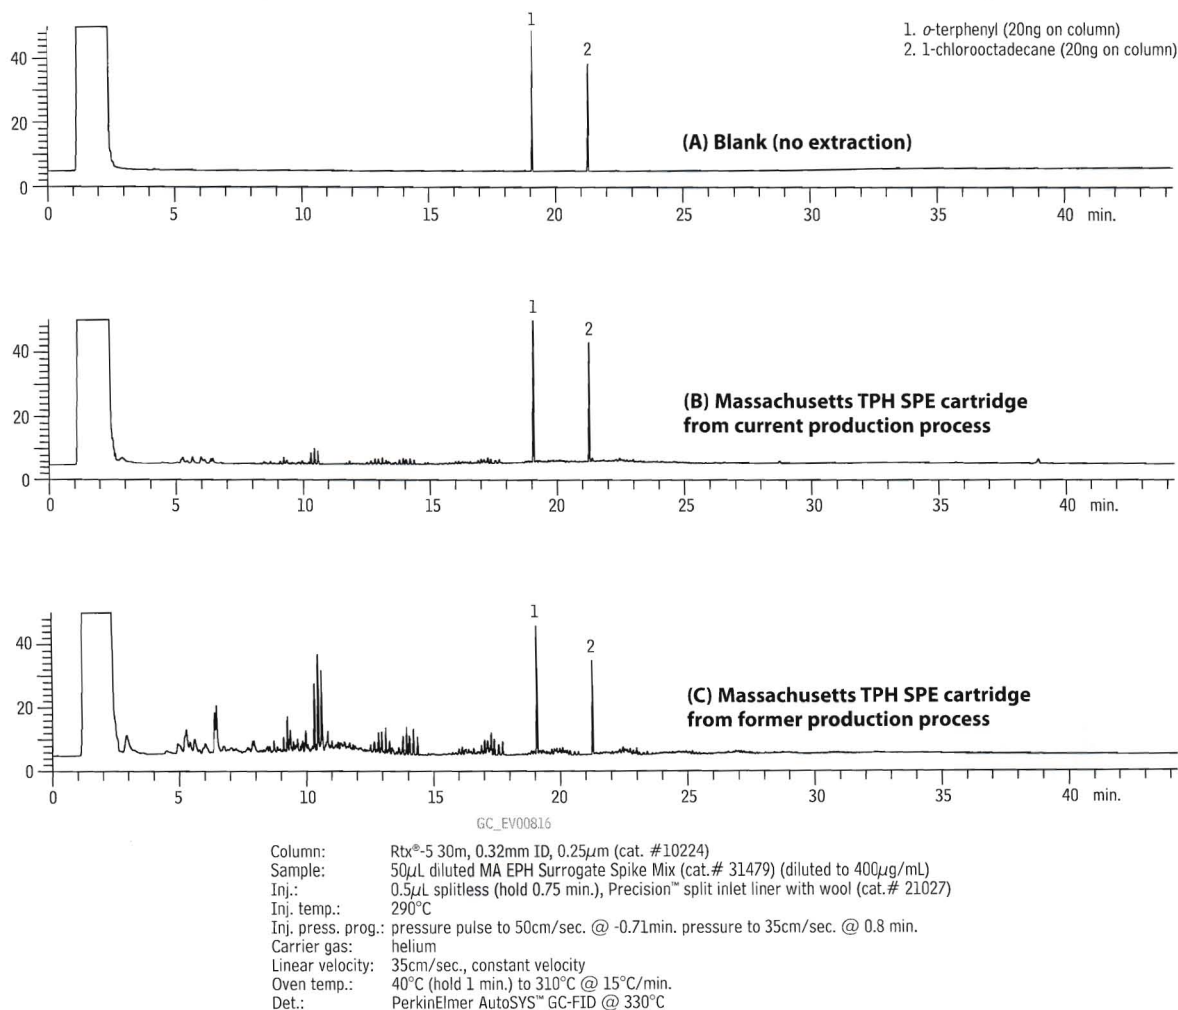 1
2
1. o-terphenyl (20ng on column)
2. 1-chlorooctadecane (20ng on column)
40
20
0
(A) Blank (no extraction)
0 5 10 15 20 25 30 35 40 min.
1
2
40
20
0
(B) Massachusetts TPH SPE cartridge
from current production process
0 5 10 15 20 25 30 35 40 min.
1
2
40
20
0
(C) Massachusetts TPH SPE cartridge
from former production process
0 5 10 15 20 25 30 35 40 min.
GC_EV00816
Column: Rtx®-5 30m, 0.32mm ID, 0.25µm (cat. #10224)
Sample: 50µL diluted MA EPH Surrogate Spike Mix (cat.# 31479) (diluted to 400µg/mL)
Inj.: 0.5µL splitless (hold 0.75 min.), Precision™ split inlet liner with wool (cat.# 21027)
Inj. temp.: 290°C
Inj. press. prog.: pressure pulse to 50cm/sec. @ -0.71min. pressure to 35cm/sec. @ 0.8 min.
Carrier gas: helium
Linear velocity: 35cm/sec., constant velocity
Oven temp.: 40°C (hold 1 min.) to 310°C @ 15°C/min.
Det.: PerkinElmer AutoSYS™ GC-FID @ 330°C